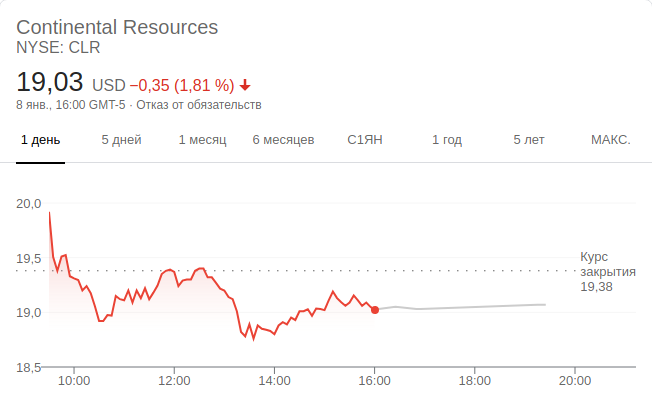 Continental Resources
NYSE: CLR
19,03 USD −0,35 (1,81 %)
8 янв., 16:00 GMT-5 · Отказ от обязательств
1 день 5 дней 1 месяц 6 месяцев С1ЯН 1 год 5 лет МАКС.
20,0
19,5
Курс
закрытия
19,38
19,0
18,5
10:00 12:00 14:00 16:00 18:00 20:00